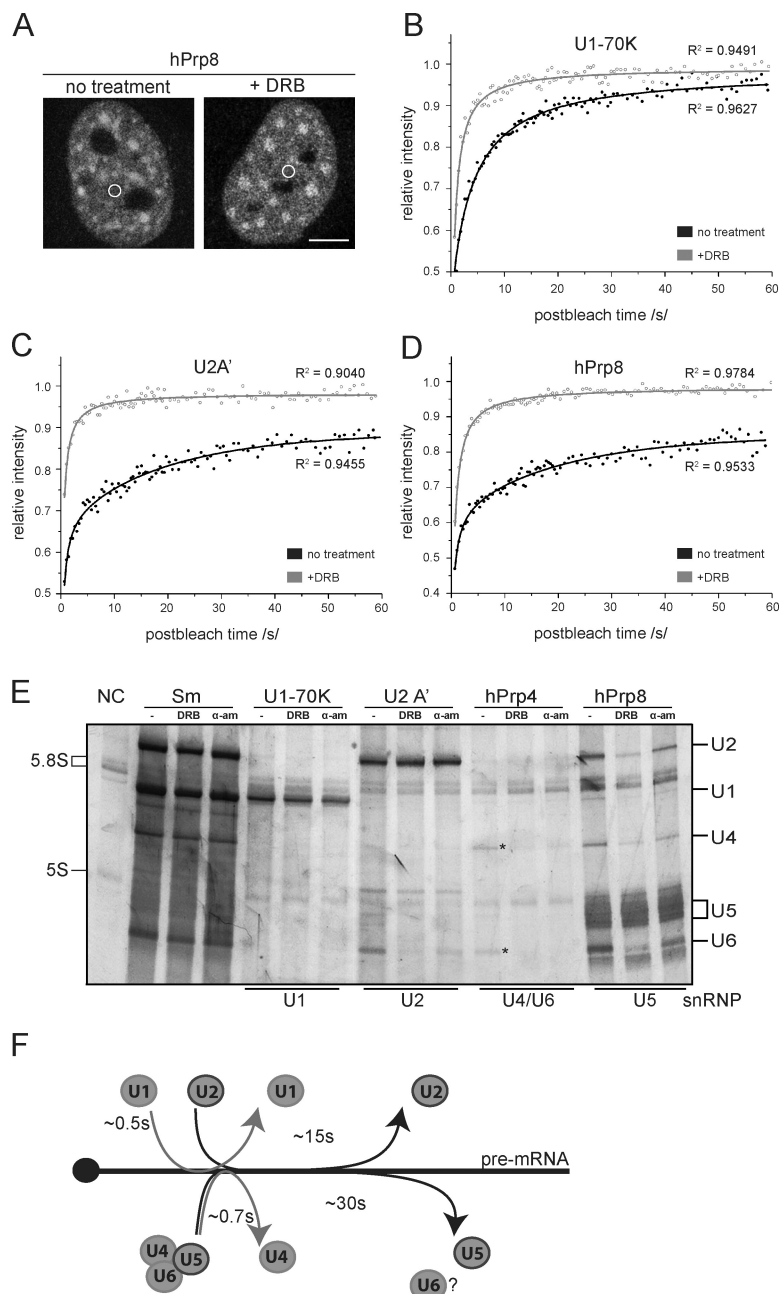 A
hPrp8
no treatment
+ DRB
B
U1-70K
R² = 0.9491
R² = 0.9627
1.0
0.9
0.8
0.7
0.6
0.5
relative intensity
no treatment
+DRB
0 10 20 30 40 50 60
postbleach time /s/
C
U2A’
R² = 0.9040
R² = 0.9455
1.0
0.9
0.8
0.7
0.6
0.5
relative intensity
no treatment
+DRB
0 10 20 30 40 50 60
postbleach time /s/
D
hPrp8
R² = 0.9784
R² = 0.9533
1.0
0.9
0.8
0.7
0.6
0.5
0.4
relative intensity
no treatment
+DRB
0 10 20 30 40 50 60
postbleach time /s/
E
NC Sm U1-70K U2 A’ hPrp4 hPrp8
- DRB α-am - DRB α-am - DRB α-am - DRB α-am - DRB α-am
5.8S
5S
U2
U1
U4
U5
U6
*
*
U1 U2 U4/U6 U5 snRNP
F
U1 U2 U1 U2
~0.5s
~15s
pre-mRNA
~0.7s
~30s
U4 U5 U4 U5
U6
U6 ?